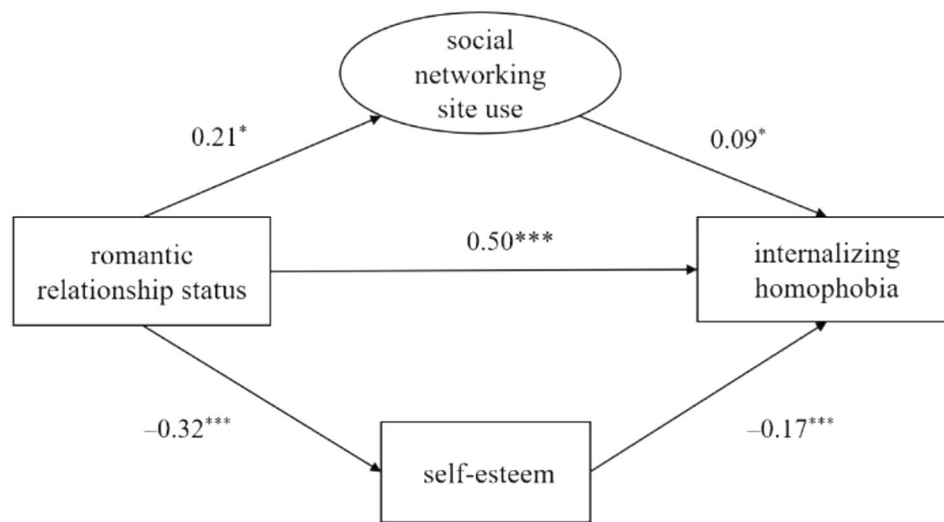 social
networking
site use
0.21*
0.09*
romantic
relationship status
0.50***
internalizing
homophobia
–0.32***
–0.17***
self-esteem